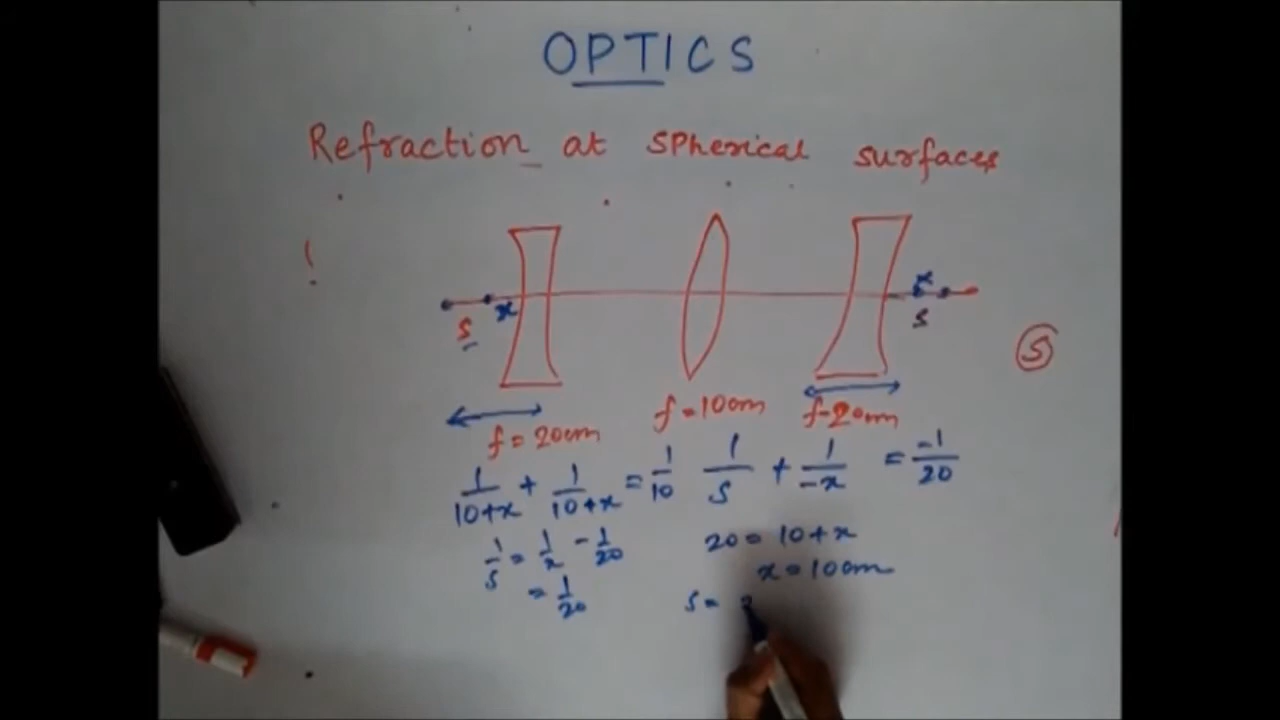 OPTICS
Refraction at spherical surfaces
!
x
s
x
s
(S)
f = 20cm
f = 10cm
f-20cm
1/10+x + 1/10+x = 1/10
1/s + 1/-x = -1/20
1/s = 1/x - 1/20
= 1/20
20 = 10+x
x = 10cm
s =